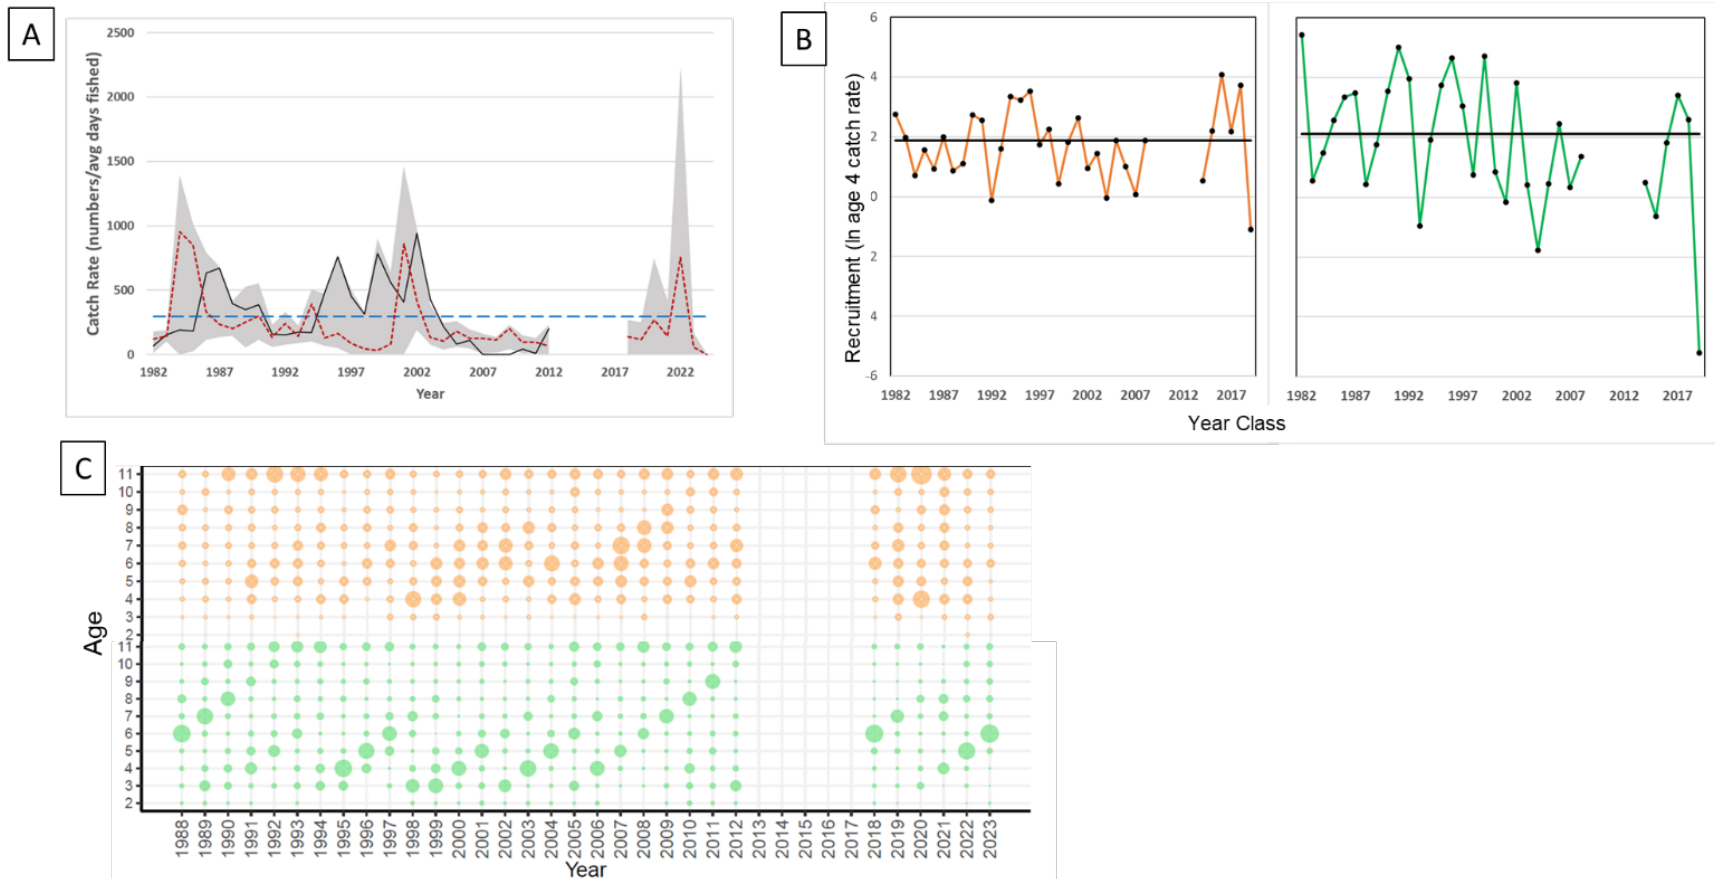 A
Catch Rate (numbers/avg days fished)
2500
2000
1500
1000
500
0
1982 1987 1992 1997 2002 2007 2012 2017 2022
Year
B
Recruitment (ln age 4 catch rate)
6
4
2
0
2
4
-6
1982 1987 1992 1997 2002 2007 2012 2017
1982 1987 1992 1997 2002 2007 2012 2017
Year Class
C
Age
11
10
9
8
7
6
5
4
3
2
11
10
9
8
7
6
5
4
3
2
1988 1989 1990 1991 1992 1993 1994 1995 1996 1997 1998 1999 2000 2001 2002 2003 2004 2005 2006 2007 2008 2009 2010 2011 2012 2013 2014 2015 2016 2017 2018 2019 2020 2021 2022 2023
Year